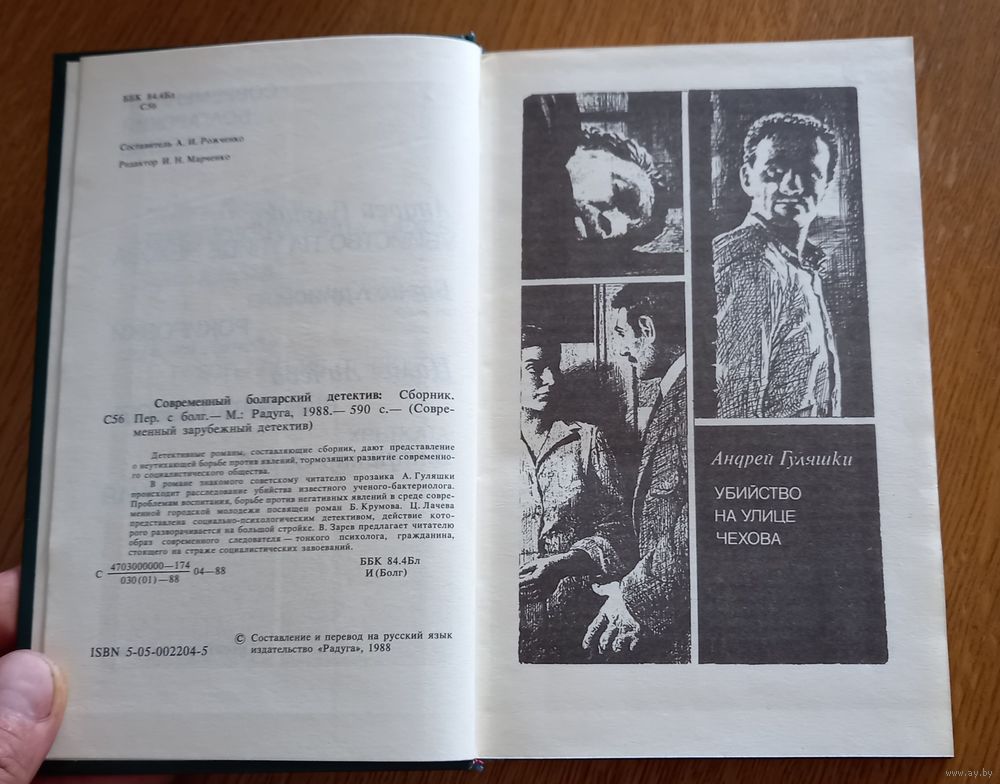 ББК 84.4Бл
С56
Составитель А. И. Рожченко
Редактор И. Н. Марченко
Современный болгарский детектив: Сборник.
С56 Пер. с болг.— М.: Радуга, 1988.— 590 с.— (Совре-
менный зарубежный детектив)
Детективные романы, составляющие сборник, дают представление
о неутихающей борьбе против явлений, тормозящих развитие современно-
го социалистического общества.
В романе знакомого советскому читателю прозаика А. Гуляшки
происходит расследование убийства известного ученого-бактериолога.
Проблемам воспитания, борьбе против негативных явлений в среде совре-
менной городской молодежи посвящен роман Б. Крумова. Ц. Лачева
представлена социально-психологическим детективом, действие кото-
рого разворачивается на большой стройке. В. Зарев предлагает читателю
образ современного следователя — тонкого психолога, гражданина,
стоящего на страже социалистических завоеваний.
С 4703000000—174 04—88
030(01)—88
ББК 84.4Бл
И(Болг)
© Составление и перевод на русский язык
издательство «Радуга», 1988
ISBN 5-05-002204-5
Андрей Гуляшки
УБИЙСТВО
НА УЛИЦЕ
ЧЕХОВА
www.ay.by